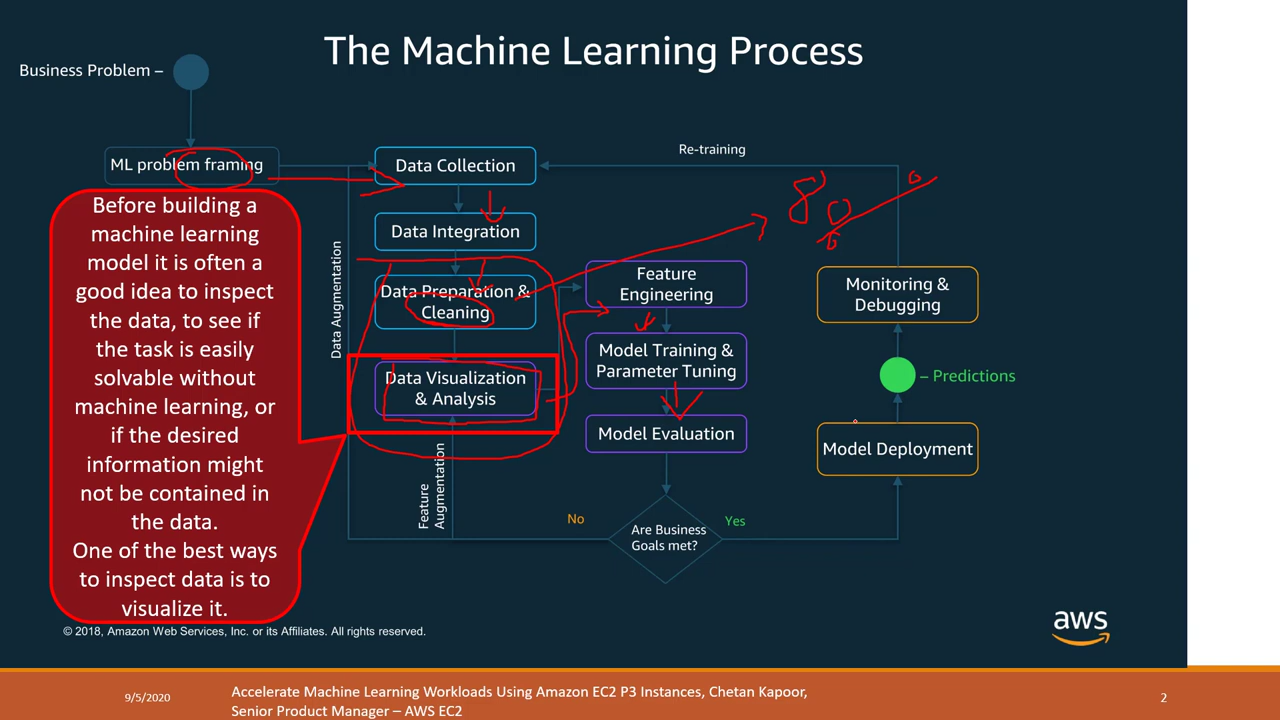 The Machine Learning Process
Business Problem –
ML problem framing
Before building a
machine learning
model it is often a
good idea to inspect
the data, to see if
the task is easily
solvable without
machine learning, or
if the desired
information might
not be contained in
the data.
One of the best ways
to inspect data is to
visualize it.
Data Augmentation
Data Collection
Data Integration
Data Preparation &
Cleaning
Data Visualization
& Analysis
Feature
Augmentation
Re-training
80%
Feature
Engineering
Model Training &
Parameter Tuning
Model Evaluation
Are Business
Goals met?
No
Yes
Monitoring &
Debugging
– Predictions
Model Deployment
© 2018, Amazon Web Services, Inc. or its Affiliates. All rights reserved.
aws
9/5/2020
Accelerate Machine Learning Workloads Using Amazon EC2 P3 Instances, Chetan Kapoor,
Senior Product Manager – AWS EC2
2